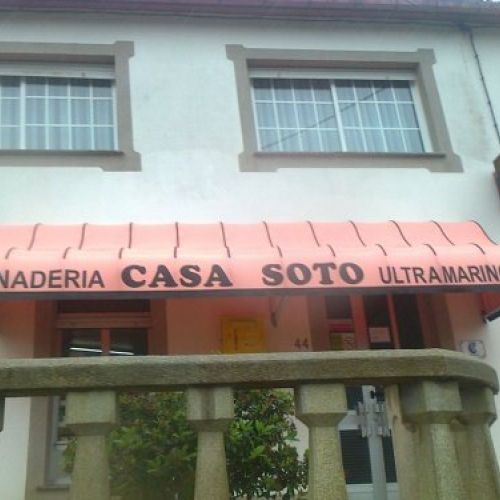 NADERIA CASA SOTO ULTRAMARIN
44